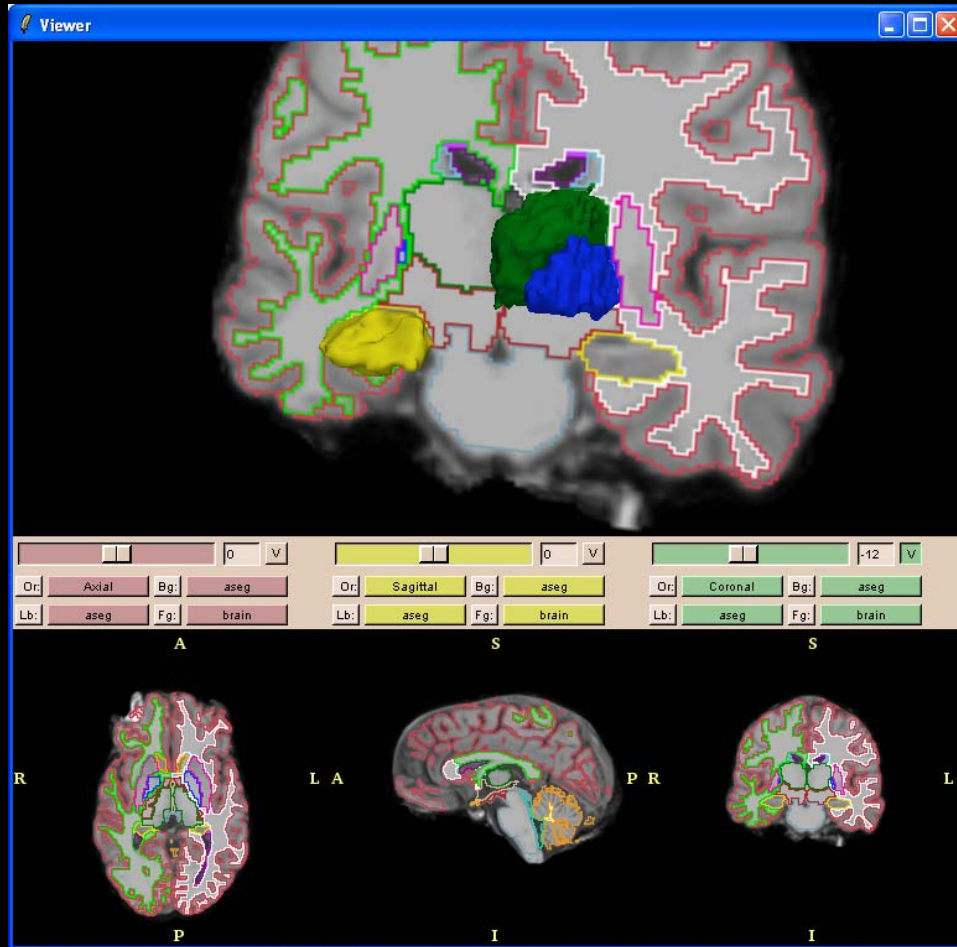 Viewer
0 V 0 V -12 V
Or: Axial Bg: aseg Or: Sagittal Bg: aseg Or: Coronal Bg: aseg
Lb: aseg Fg: brain Lb: aseg Fg: brain Lb: aseg Fg: brain
A S S
R L A P R L
P I I